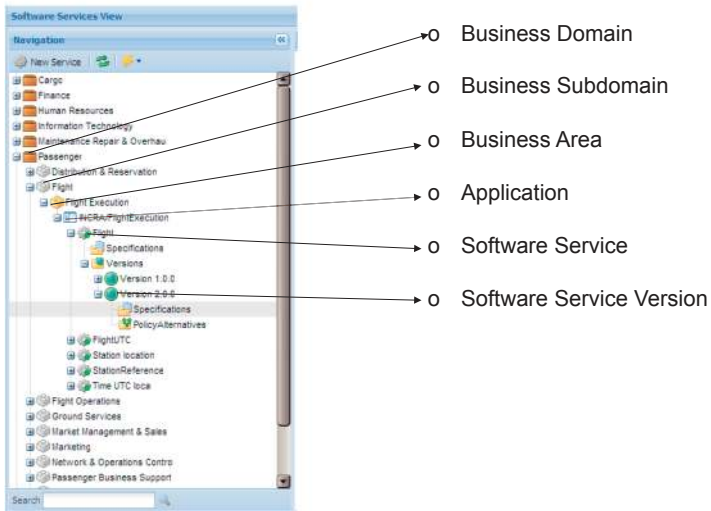 Software Services View
Navigation
New Service
Cargo
Finance
Human Resources
Information Technology
Maintenance Repair & Overhau
Passenger
Distribution & Reservation
Flight
Flight Execution
INCRA/FlightExecution
Flight
Specifications
Versions
Version 1.0.0
Version 2.0.0
Specifications
PolicyAlternatives
FlightUTC
Station location
StationReference
Time UTC loca
Flight Operations
Ground Services
Market Management & Sales
Marketing
Network & Operations Contro
Passenger Business Support
Search
o Business Domain
o Business Subdomain
o Business Area
o Application
o Software Service
o Software Service Version